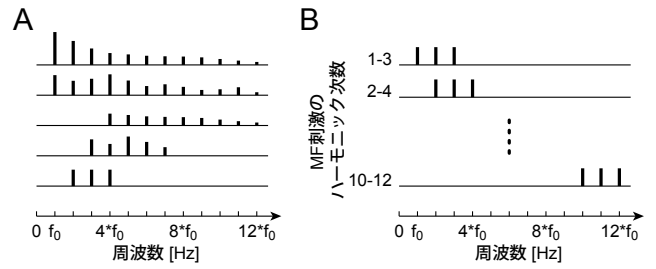 A
0 f₀ 4*f₀ 8*f₀ 12*f₀
周波数 [Hz]
B
MF刺激の
ハーモニック次数
1-3
2-4
10-12
0 f₀ 4*f₀ 8*f₀ 12*f₀
周波数 [Hz]